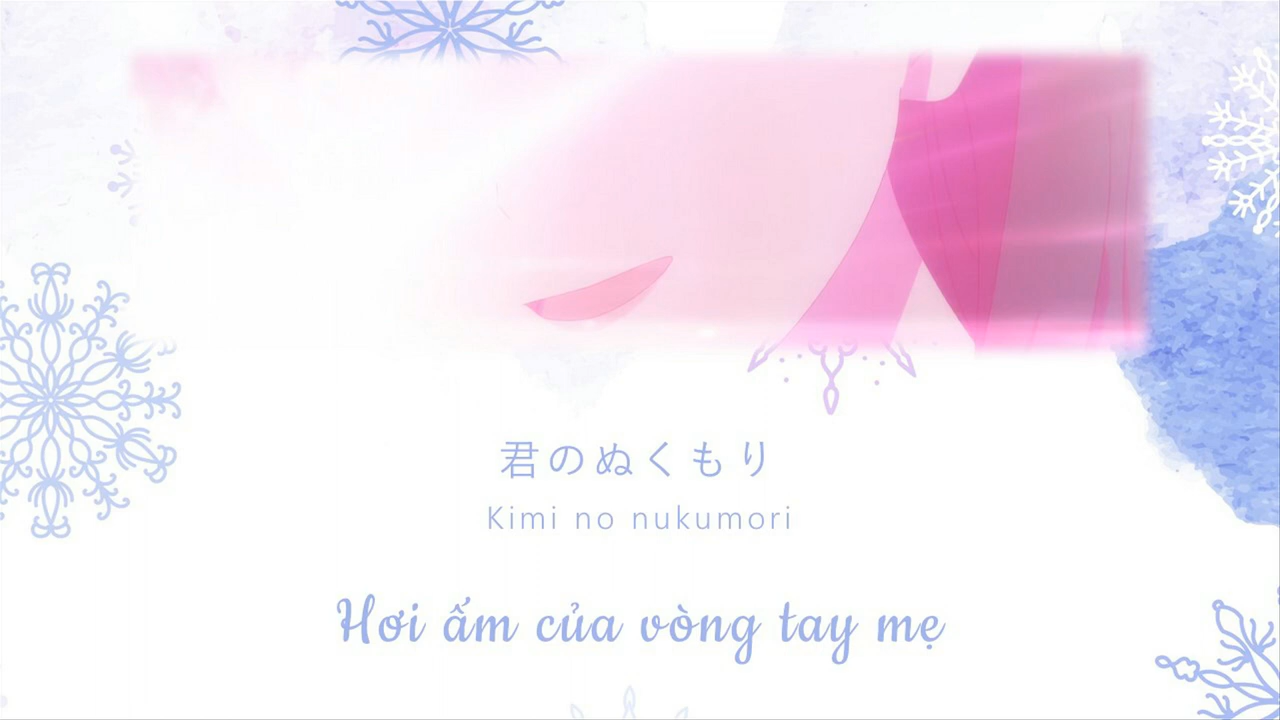 君のぬくもり
Kimi no nukumori
Hơi ấm của vòng tay mẹ